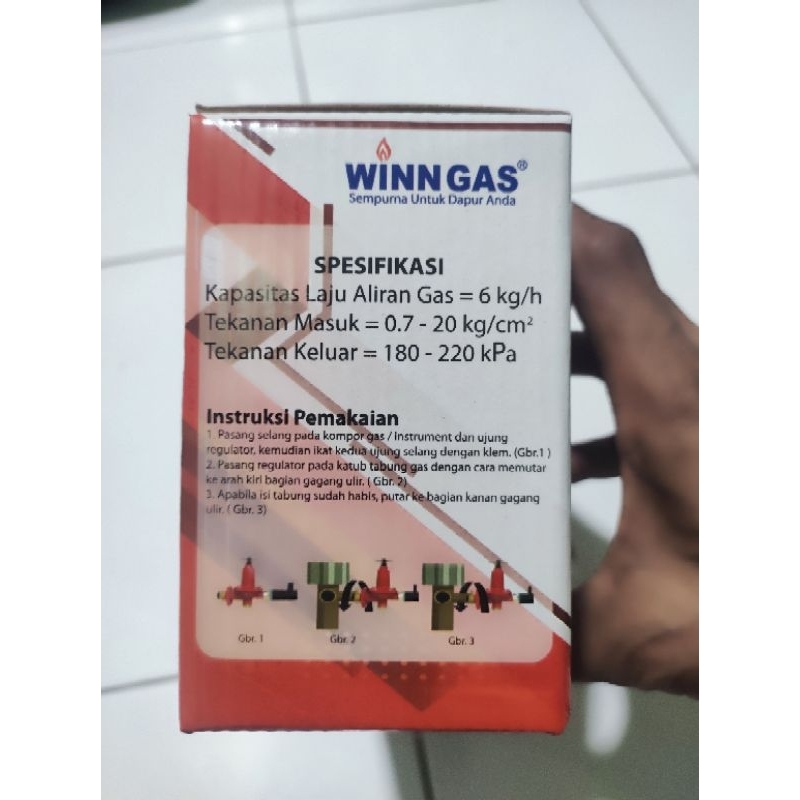 WINN GAS®
Sempurna Untuk Dapur Anda
SPESIFIKASI
Kapasitas Laju Aliran Gas = 6 kg/h
Tekanan Masuk = 0.7 - 20 kg/cm²
Tekanan Keluar = 180 - 220 kPa
Instruksi Pemakaian
1. Pasang selang pada kompor gas / instrument dan ujung
regulator, kemudian ikat kedua ujung selang dengan klem. (Gbr.1 )
2. Pasang regulator pada katub tabung gas dengan cara memutar
ke arah kiri bagian gagang ulir. ( Gbr. 2)
3. Apabila isi tabung sudah habis, putar ke bagian kanan gagang
ulir. ( Gbr. 3)
Gbr. 1 Gbr. 2 Gbr. 3